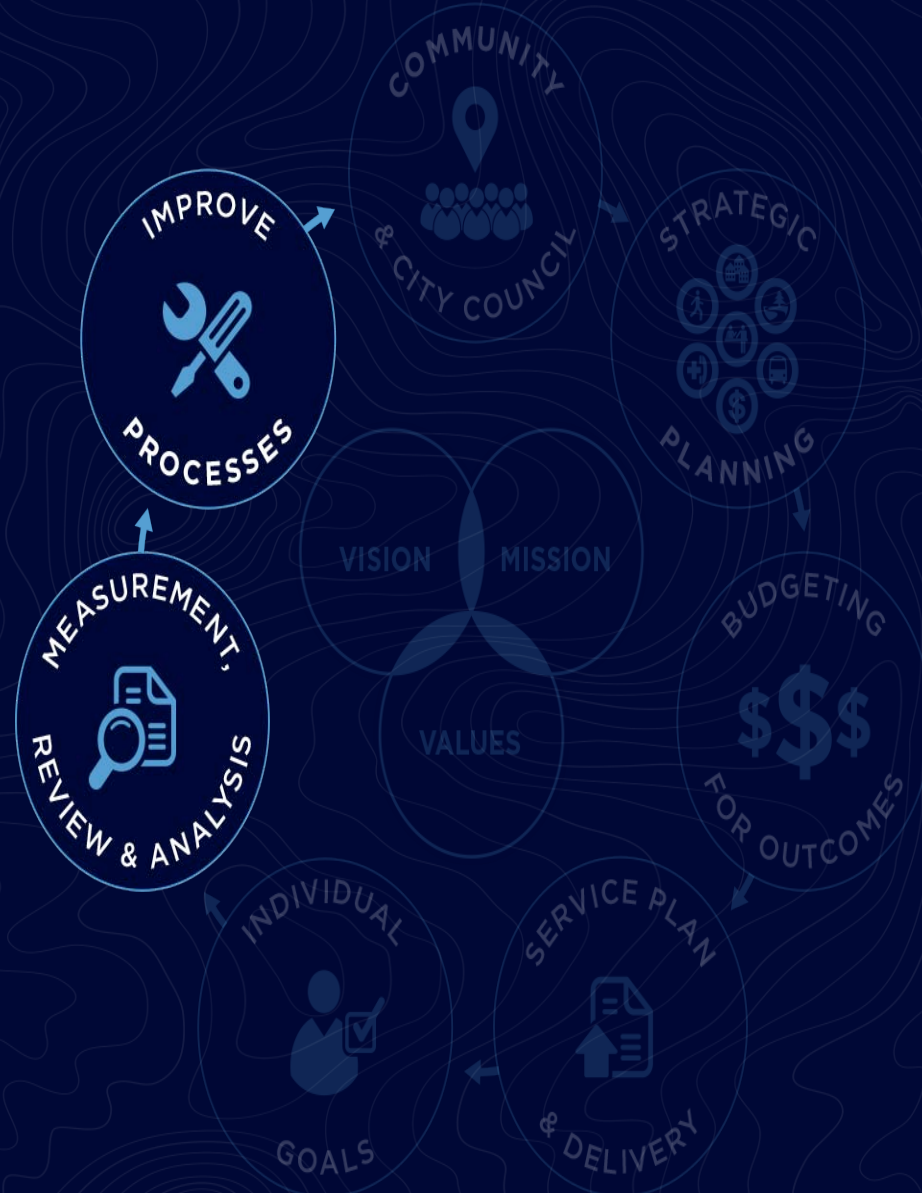 COMMUNITY
& CITY COUNCIL
IMPROVE
PROCESSES
STRATEGIC
PLANNING
VISION
MISSION
VALUES
MEASUREMENT,
REVIEW & ANALYSIS
BUDGETING
FOR OUTCOMES
$$$
INDIVIDUAL
GOALS
SERVICE PLAN
& DELIVERY